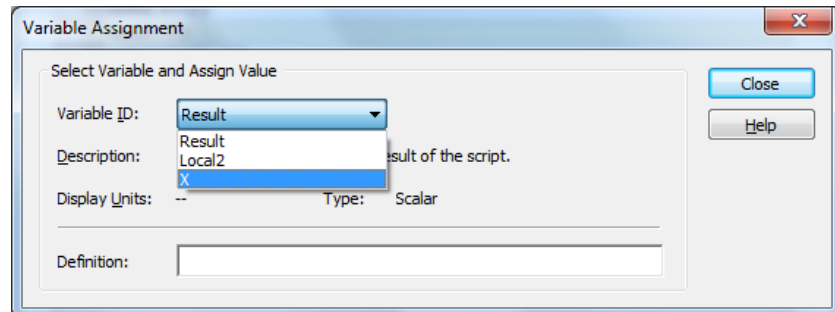 Variable Assignment
Select Variable and Assign Value
Variable ID: Result
Close
Result
Help
Local2
Description: esult of the script.
X
Display Units: -- Type: Scalar
Definition: